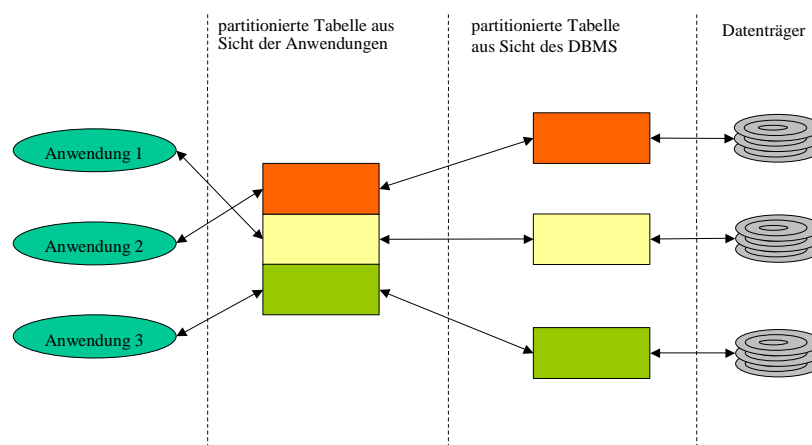 partitionierte Tabelle aus
Sicht der Anwendungen
partitionierte Tabelle
aus Sicht des DBMS
Datenträger
Anwendung 1
Anwendung 2
Anwendung 3